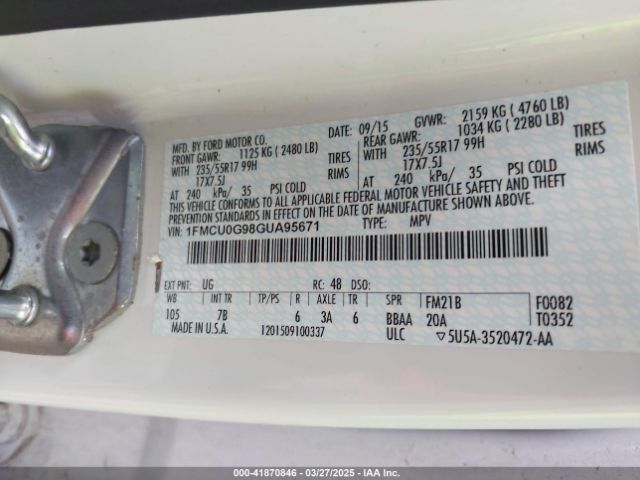 MFD. BY FORD MOTOR CO. DATE: 09/15 GVWR: 2159 KG ( 4760 LB)
FRONT GAWR: 1125 KG ( 2480 LB) REAR GAWR: 1034 KG ( 2280 LB)
WITH 235/55R17 99H TIRES WITH 235/55R17 99H TIRES
17X7.5J RIMS 17X7.5J RIMS
AT 240 kPa/ 35 PSI COLD AT 240 kPa/ 35 PSI COLD
THIS VEHICLE CONFORMS TO ALL APPLICABLE FEDERAL MOTOR VEHICLE SAFETY AND THEFT
PREVENTION STANDARDS IN EFFECT ON THE DATE OF MANUFACTURE SHOWN ABOVE.
VIN: 1FMCU0G98GUA95671 TYPE: MPV
EXT PNT: UG RC: 48 DSO:
WB INT TR TP/PS R AXLE TR SPR FM21B F0082
105 7B 6 3A 6 BBAA 20A T0352
MADE IN U.S.A. I201509100337 ULC ▽5U5A-3520472-AA
000-41870846 - 03/27/2025 - IAA Inc.